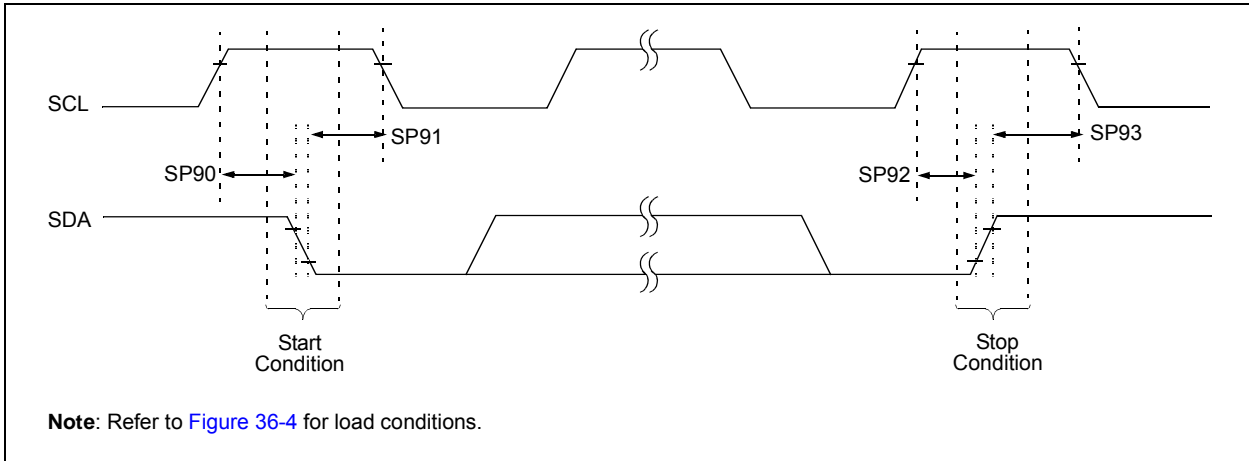 SCL
SP91
SP93
SP90
SP92
SDA
Start
Condition
Stop
Condition
Note: Refer to Figure 36-4 for load conditions.